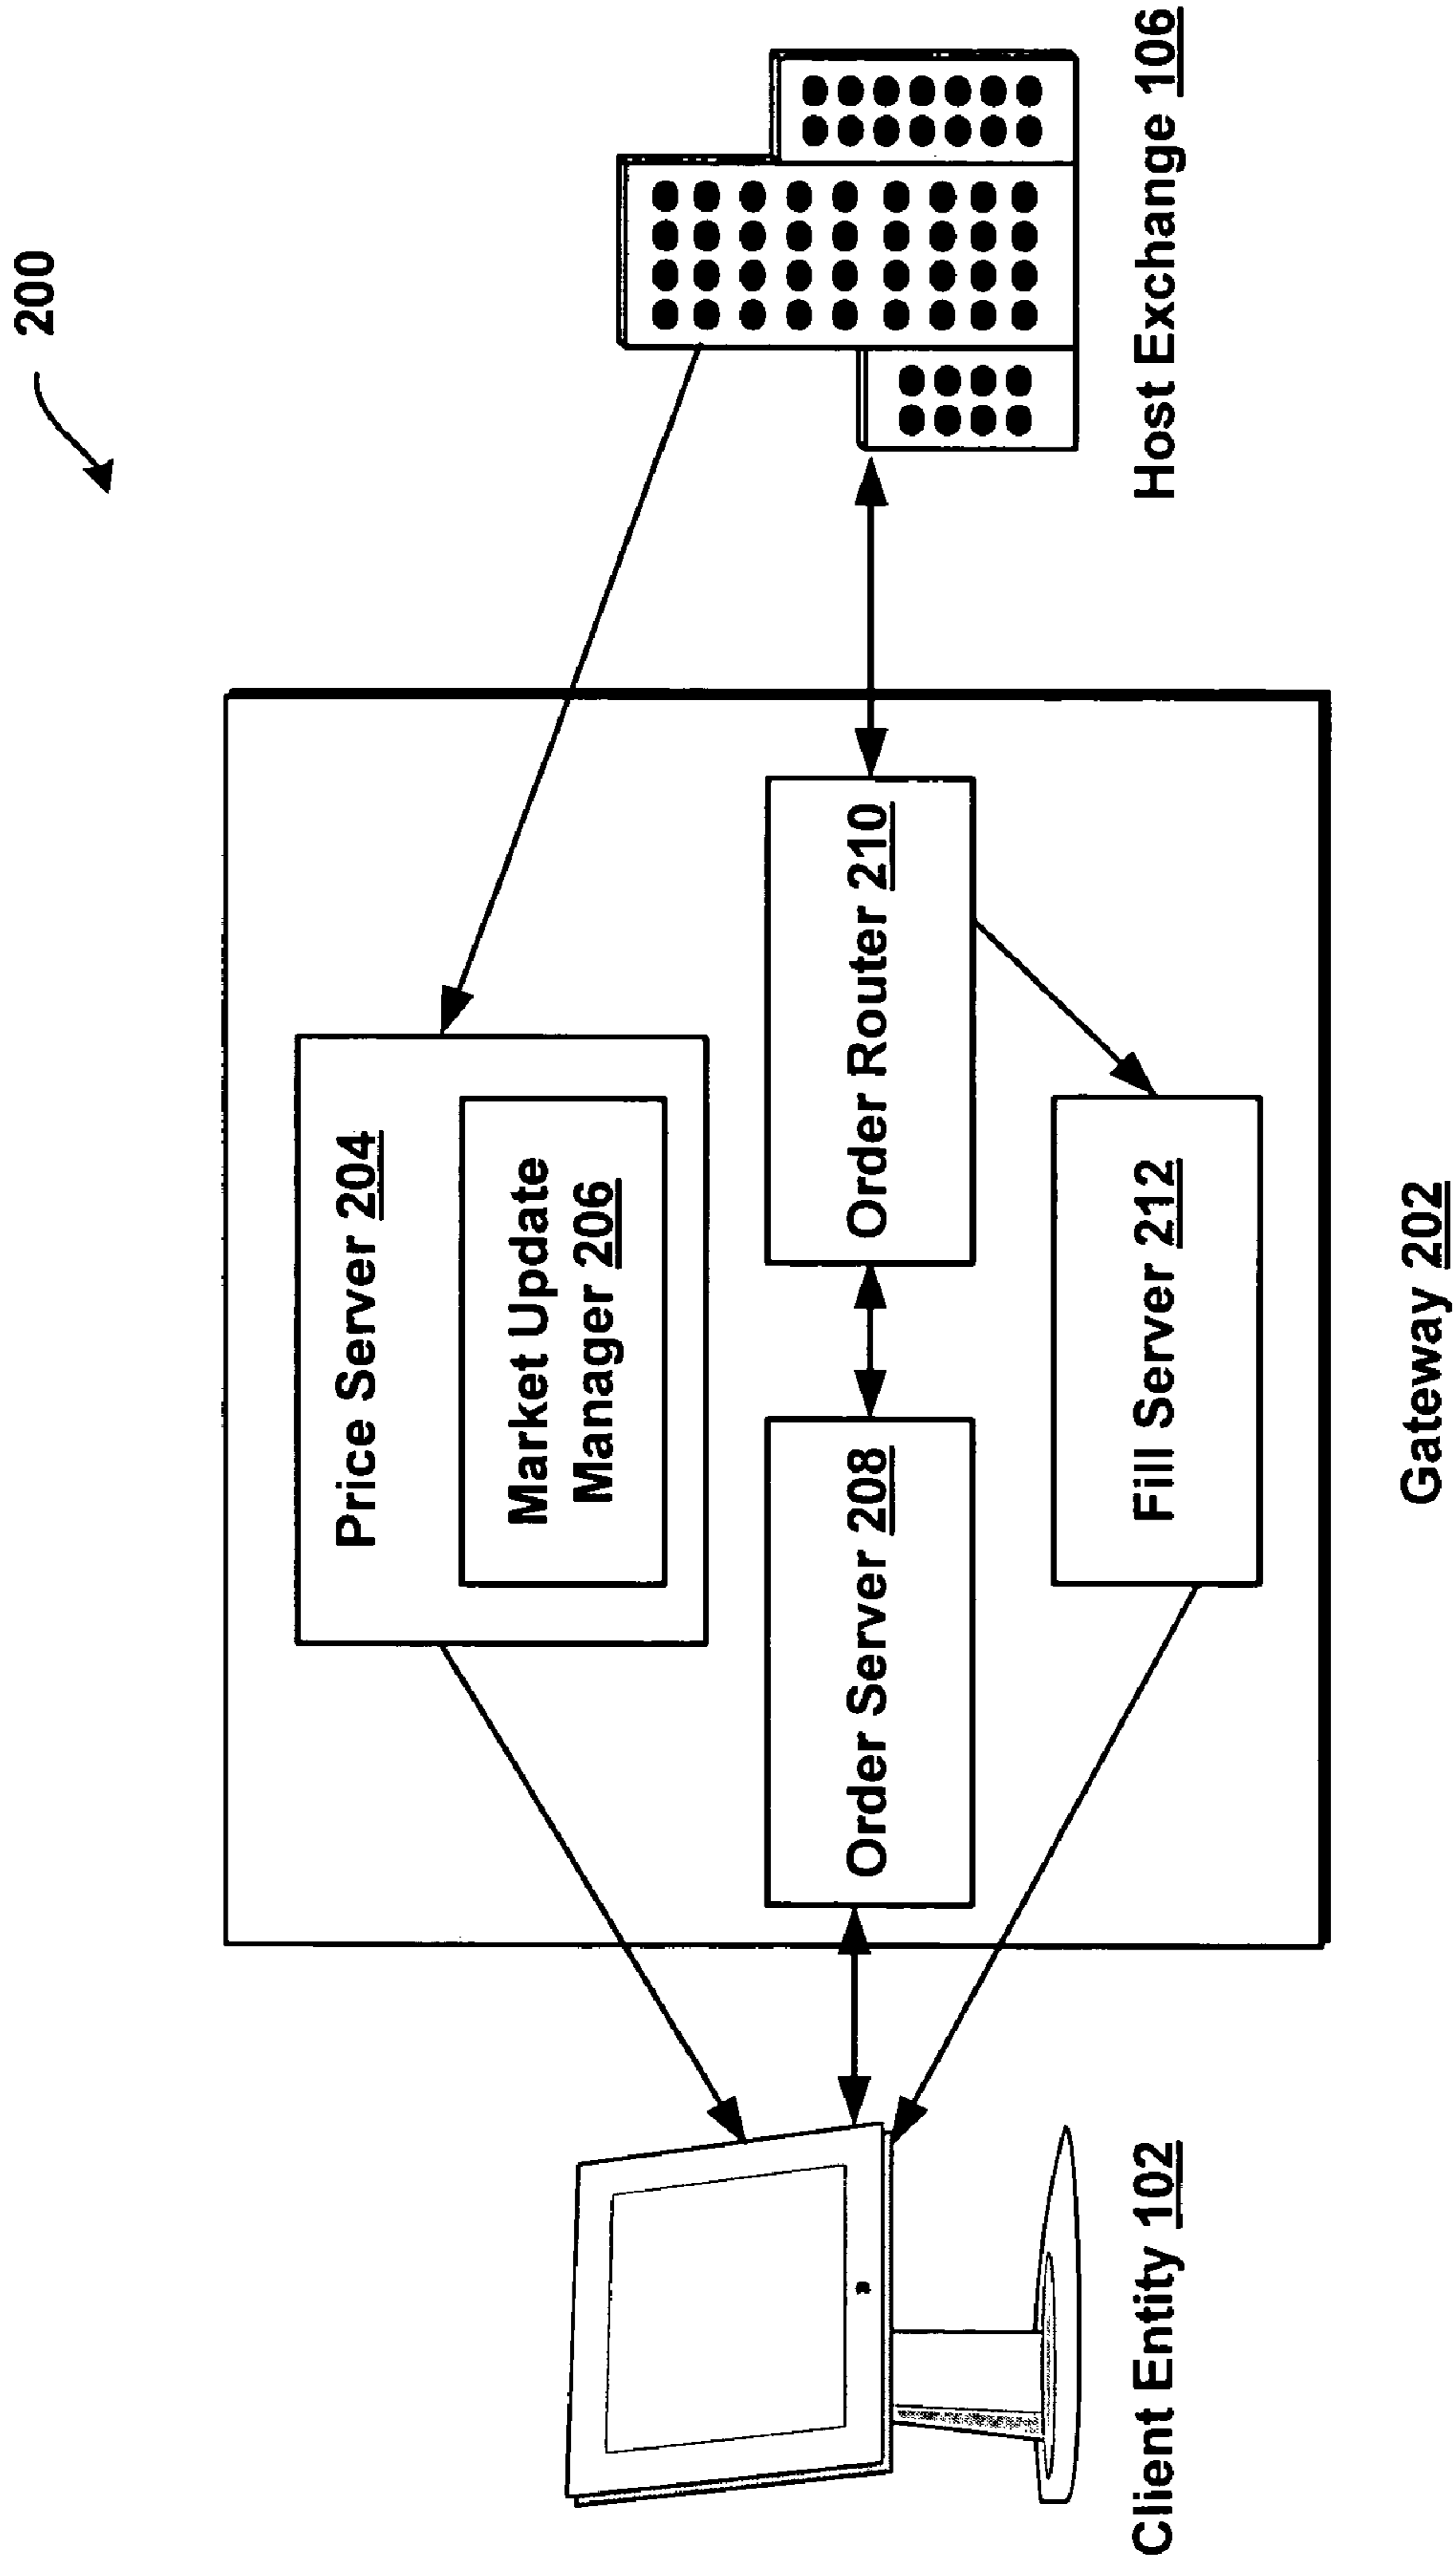 200
Price Server 204
Market Update
Manager 206
Order Server 208
Order Router 210
Fill Server 212
Client Entity 102
Host Exchange 106
Gateway 202